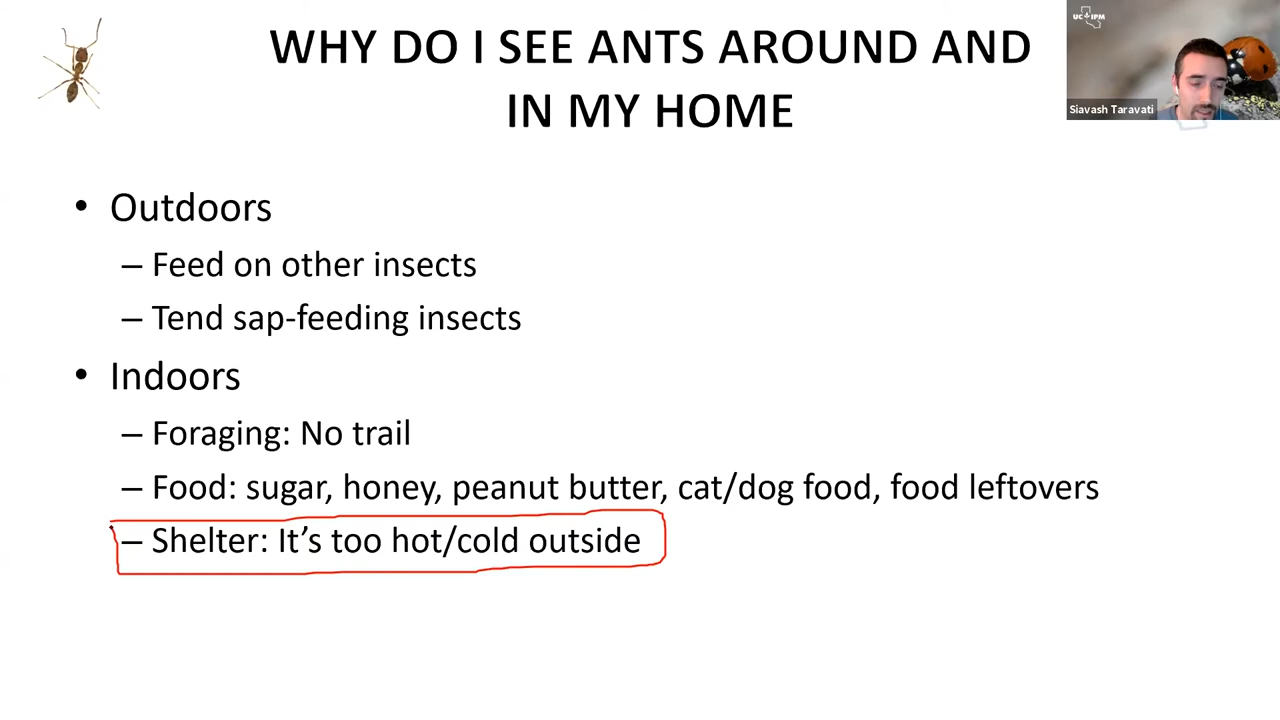 WHY DO I SEE ANTS AROUND AND
IN MY HOME
UC IPM
Siavash Taravati
• Outdoors
– Feed on other insects
– Tend sap-feeding insects
• Indoors
– Foraging: No trail
– Food: sugar, honey, peanut butter, cat/dog food, food leftovers
– Shelter: It’s too hot/cold outside